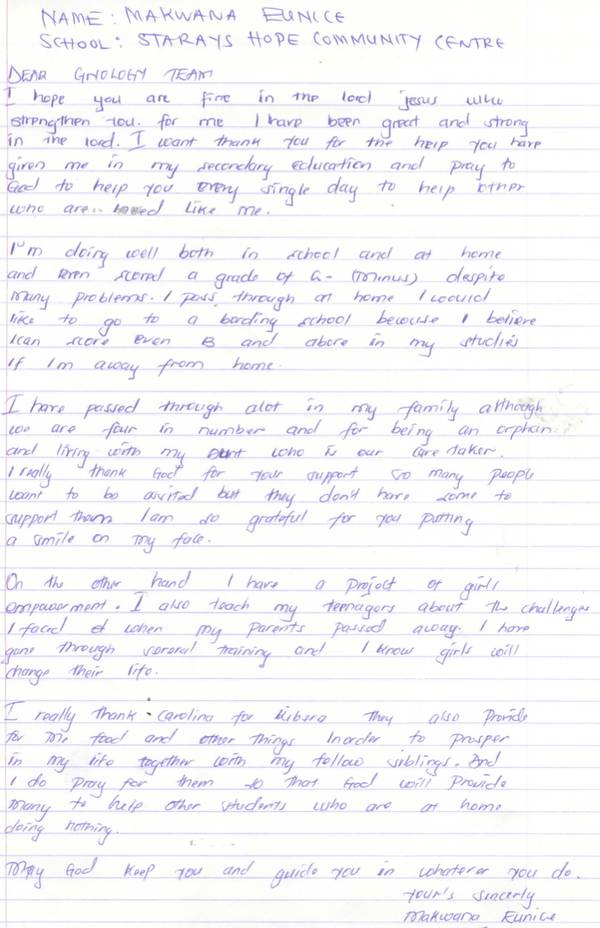 NAME: MAKWANA EUNICE
SCHOOL: STARAYS HOPE COMMUNITY CENTRE
DEAR GNOLOGY TEAM
I hope you are fine in the lord jesus who
strengthen you. for me I have been great and strong
in the lord. I want thank you for the help you have
given me in my secondary education and pray to
God to help you every single day to help other
who are like me.
I'm doing well both in school and at home
and even scored a grade of (minus) despite
many problems. I pass through at home I would
like to go to a bording school because I believe
I can score even B and above in my studies
if I'm away from home.
I have passed through alot in my family although
we are four in number and for being an orphan
and living with my aunt who is our care taker.
I really thank God for your support so many people
want to be assisted but they don't have some to
support them I am so grateful for you putting
a smile on my face.
On the other hand I have a project of girls
empowerment. I also teach my teenagors about the challenges
I faced when my parents passed away. I have
gone through several training and I know girls will
change their life.
I really thank carolina for kibera they also provide
for me food and other things inorder to prosper
in my life together with my fellow siblings. And
I do pray for them so that God will provide
many to help other students who are at home
doing nothing.
May God keep you and guide you in whatever you do.
Your's sincerly
Makwana Eunice